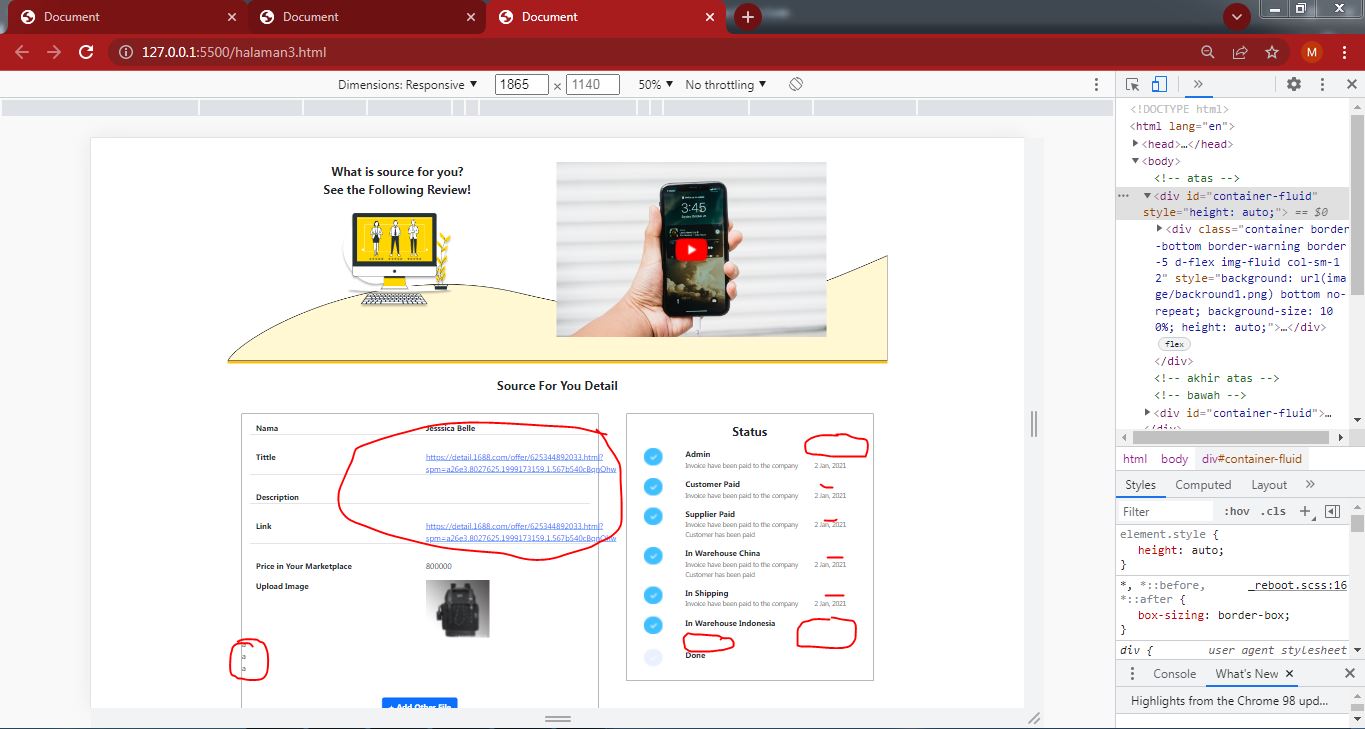 Document
Document
Document
M
127.0.0.1:5500/halaman3.html
Dimensions: Responsive ▼ 1865 × 1140 50% ▼ No throttling ▼
What is source for you?
See the Following Review!
3:45
Source For You Detail
Name Jesssica Belle
Tittle https://detail.1688.com/offer/625344892033.html?
spm=a26e3.8027625.1999173159.1.567b540cBqnOhw
Description
Link https://detail.1688.com/offer/625344892033.html?
spm=a26e3.8027625.1999173159.1.567b540cBqnOhw
Price in Your Marketplace 800000
Upload Image
a
a
+ Add Other File
Status
Admin
Invoice have been paid to the company 2 Jan, 2021
Customer Paid
Invoice have been paid to the company 2 Jan, 2021
Supplier Paid
Invoice have been paid to the company 2 Jan, 2021
Customer has been paid
In Warehouse China
Invoice have been paid to the company 2 Jan, 2021
Customer has been paid
In Shipping
Invoice have been paid to the company 2 Jan, 2021
In Warehouse Indonesia
Done
<!DOCTYPE html>
<html lang="en">
<head>…</head>
<body>
<!-- atas -->
<div id="container-fluid"
style="height: auto;"> == $0
<div class="container border
-bottom border-warning border
-5 d-flex img-fluid col-sm-1
2" style="background: url(ima
ge/backround1.png) bottom no-
repeat; background-size: 10
0%; height: auto;">…</div>
flex
</div>
<!-- akhir atas -->
<!-- bawah -->
<div id="container-fluid">…
</div>
html body div#container-fluid
Styles Computed Layout
Filter :hov .cls
element.style {
height: auto;
}
*, *::before, _reboot.scss:16
*::after {
box-sizing: border-box;
}
div { user agent stylesheet
Console What's New
Highlights from the Chrome 98 upd...